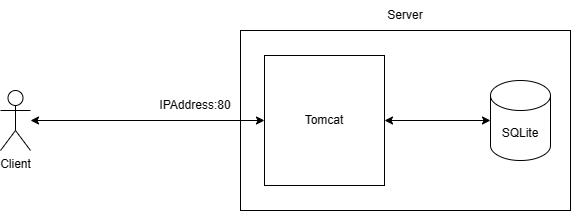 Server
IPAddress:80
Tomcat
SQLite
Client